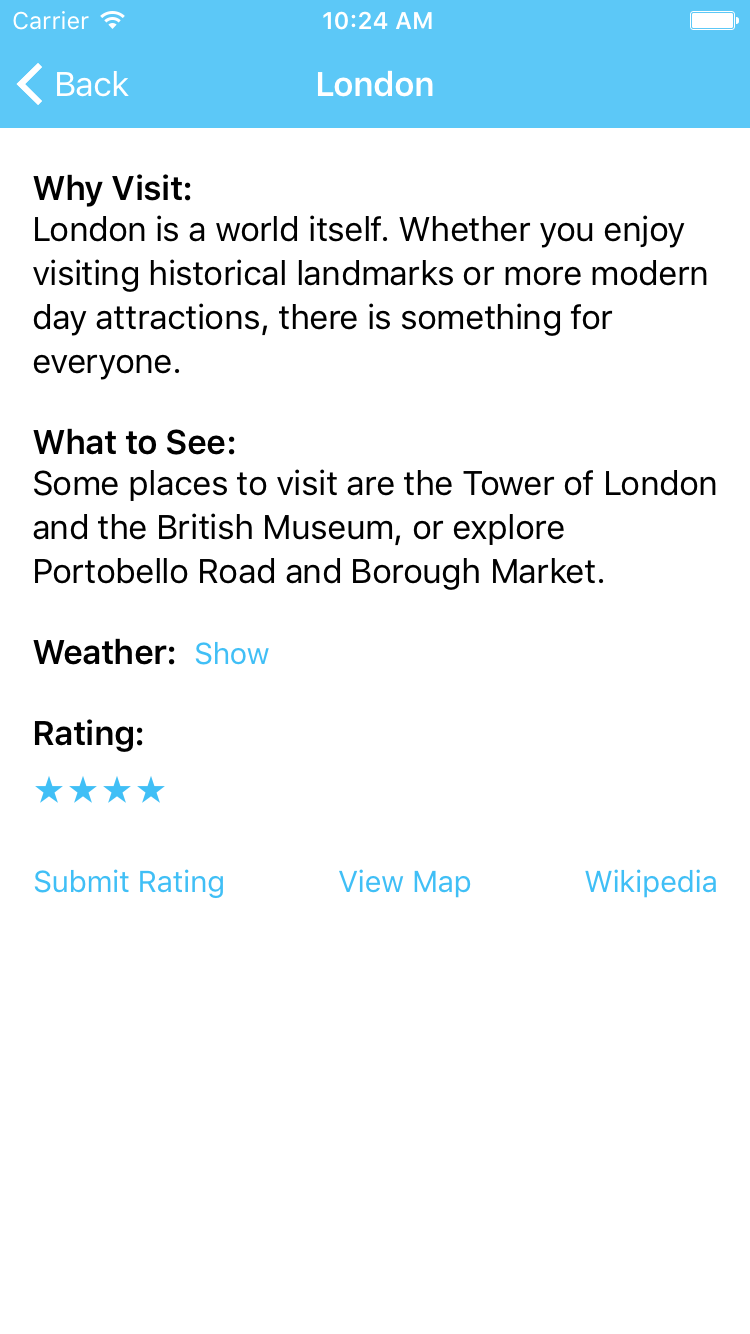 Carrier 10:24 AM
Back London
Why Visit:
London is a world itself. Whether you enjoy
visiting historical landmarks or more modern
day attractions, there is something for
everyone.
What to See:
Some places to visit are the Tower of London
and the British Museum, or explore
Portobello Road and Borough Market.
Weather: Show
Rating:
★★★★
Submit Rating View Map Wikipedia